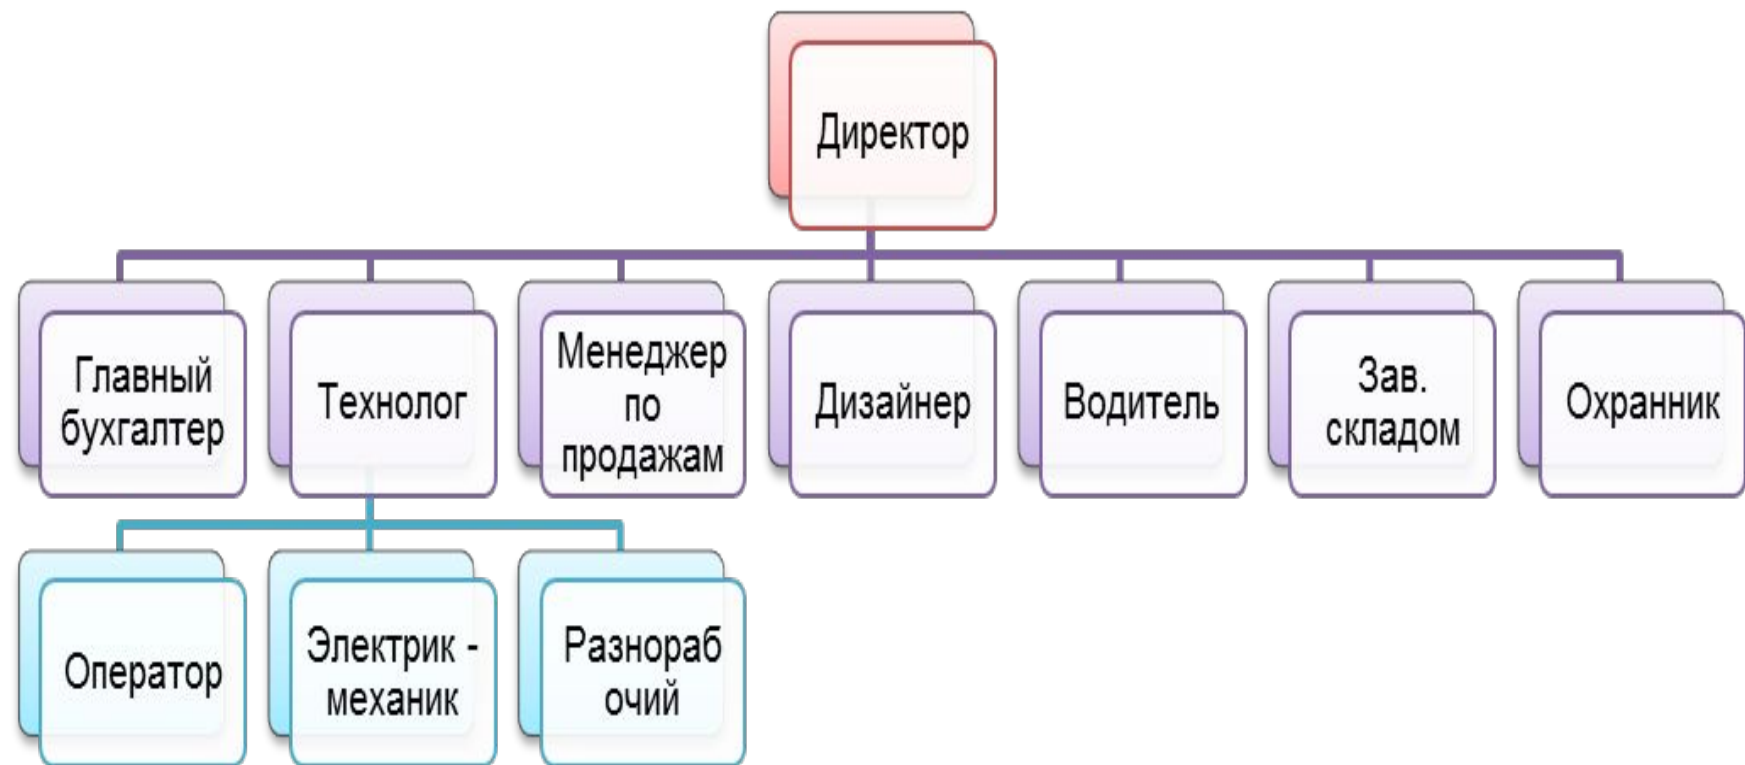 Директор
Главный
бухгалтер
Технолог
Менеджер
по
продажам
Дизайнер
Водитель
Зав.
складом
Охранник
Оператор
Электрик -
механик
Разнораб
очий